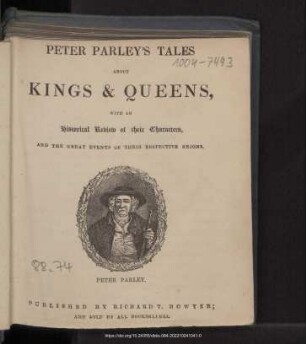 PETER PARLEY'S TALES
ABOUT
1004-7493
KINGS & QUEENS,
WITH AN
Historical Review of their Characters,
AND THE GREAT EVENTS OF THEIR RESPECTIVE REIGNS.
88.74
PETER PARLEY.
PUBLISHED BY RICHARD T. BOWYER;
AND SOLD BY ALL BOOKSELLERS.